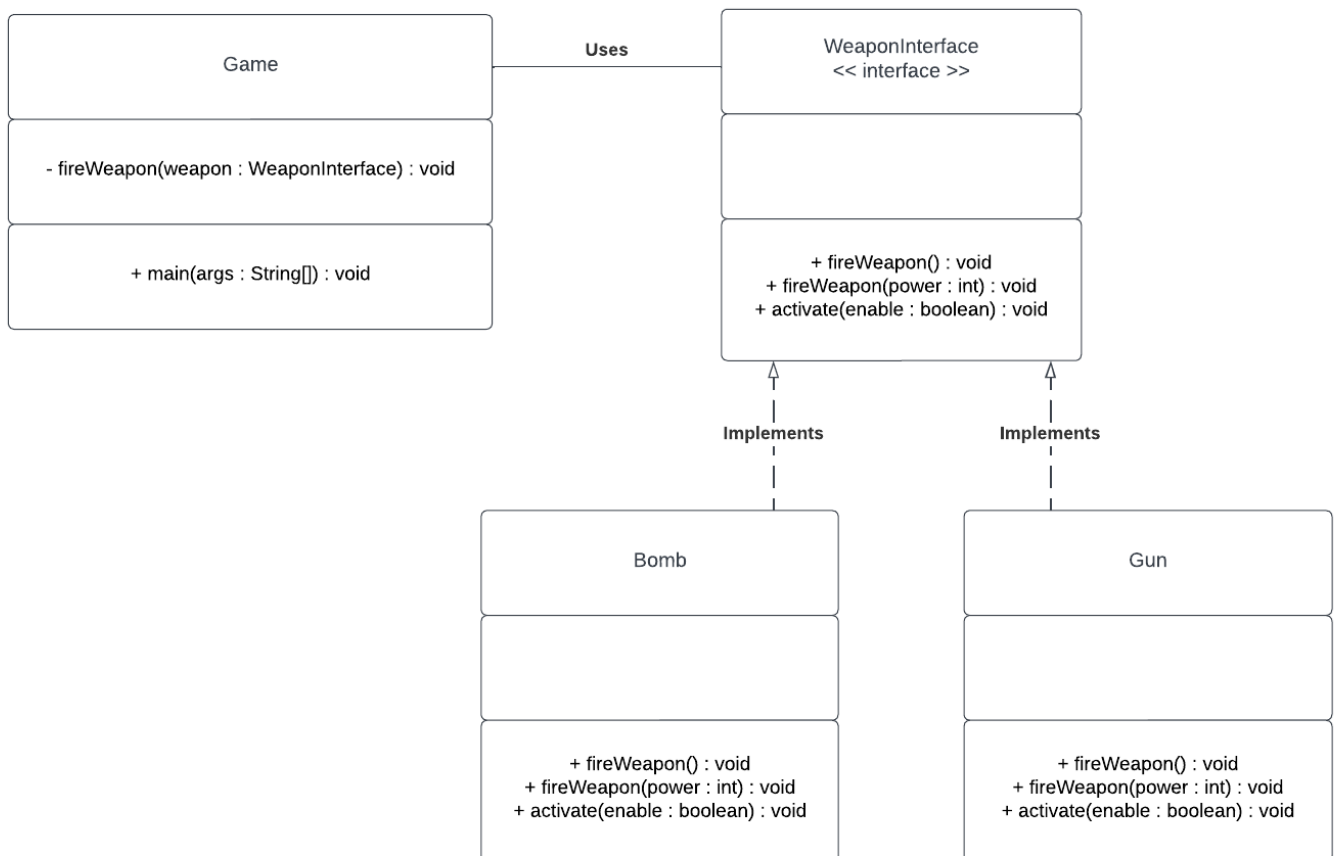 Game
- fireWeapon(weapon : WeaponInterface) : void
+ main(args : String[]) : void
Uses
WeaponInterface
<< interface >>
+ fireWeapon() : void
+ fireWeapon(power : int) : void
+ activate(enable : boolean) : void
Implements
Implements
Bomb
+ fireWeapon() : void
+ fireWeapon(power : int) : void
+ activate(enable : boolean) : void
Gun
+ fireWeapon() : void
+ fireWeapon(power : int) : void
+ activate(enable : boolean) : void